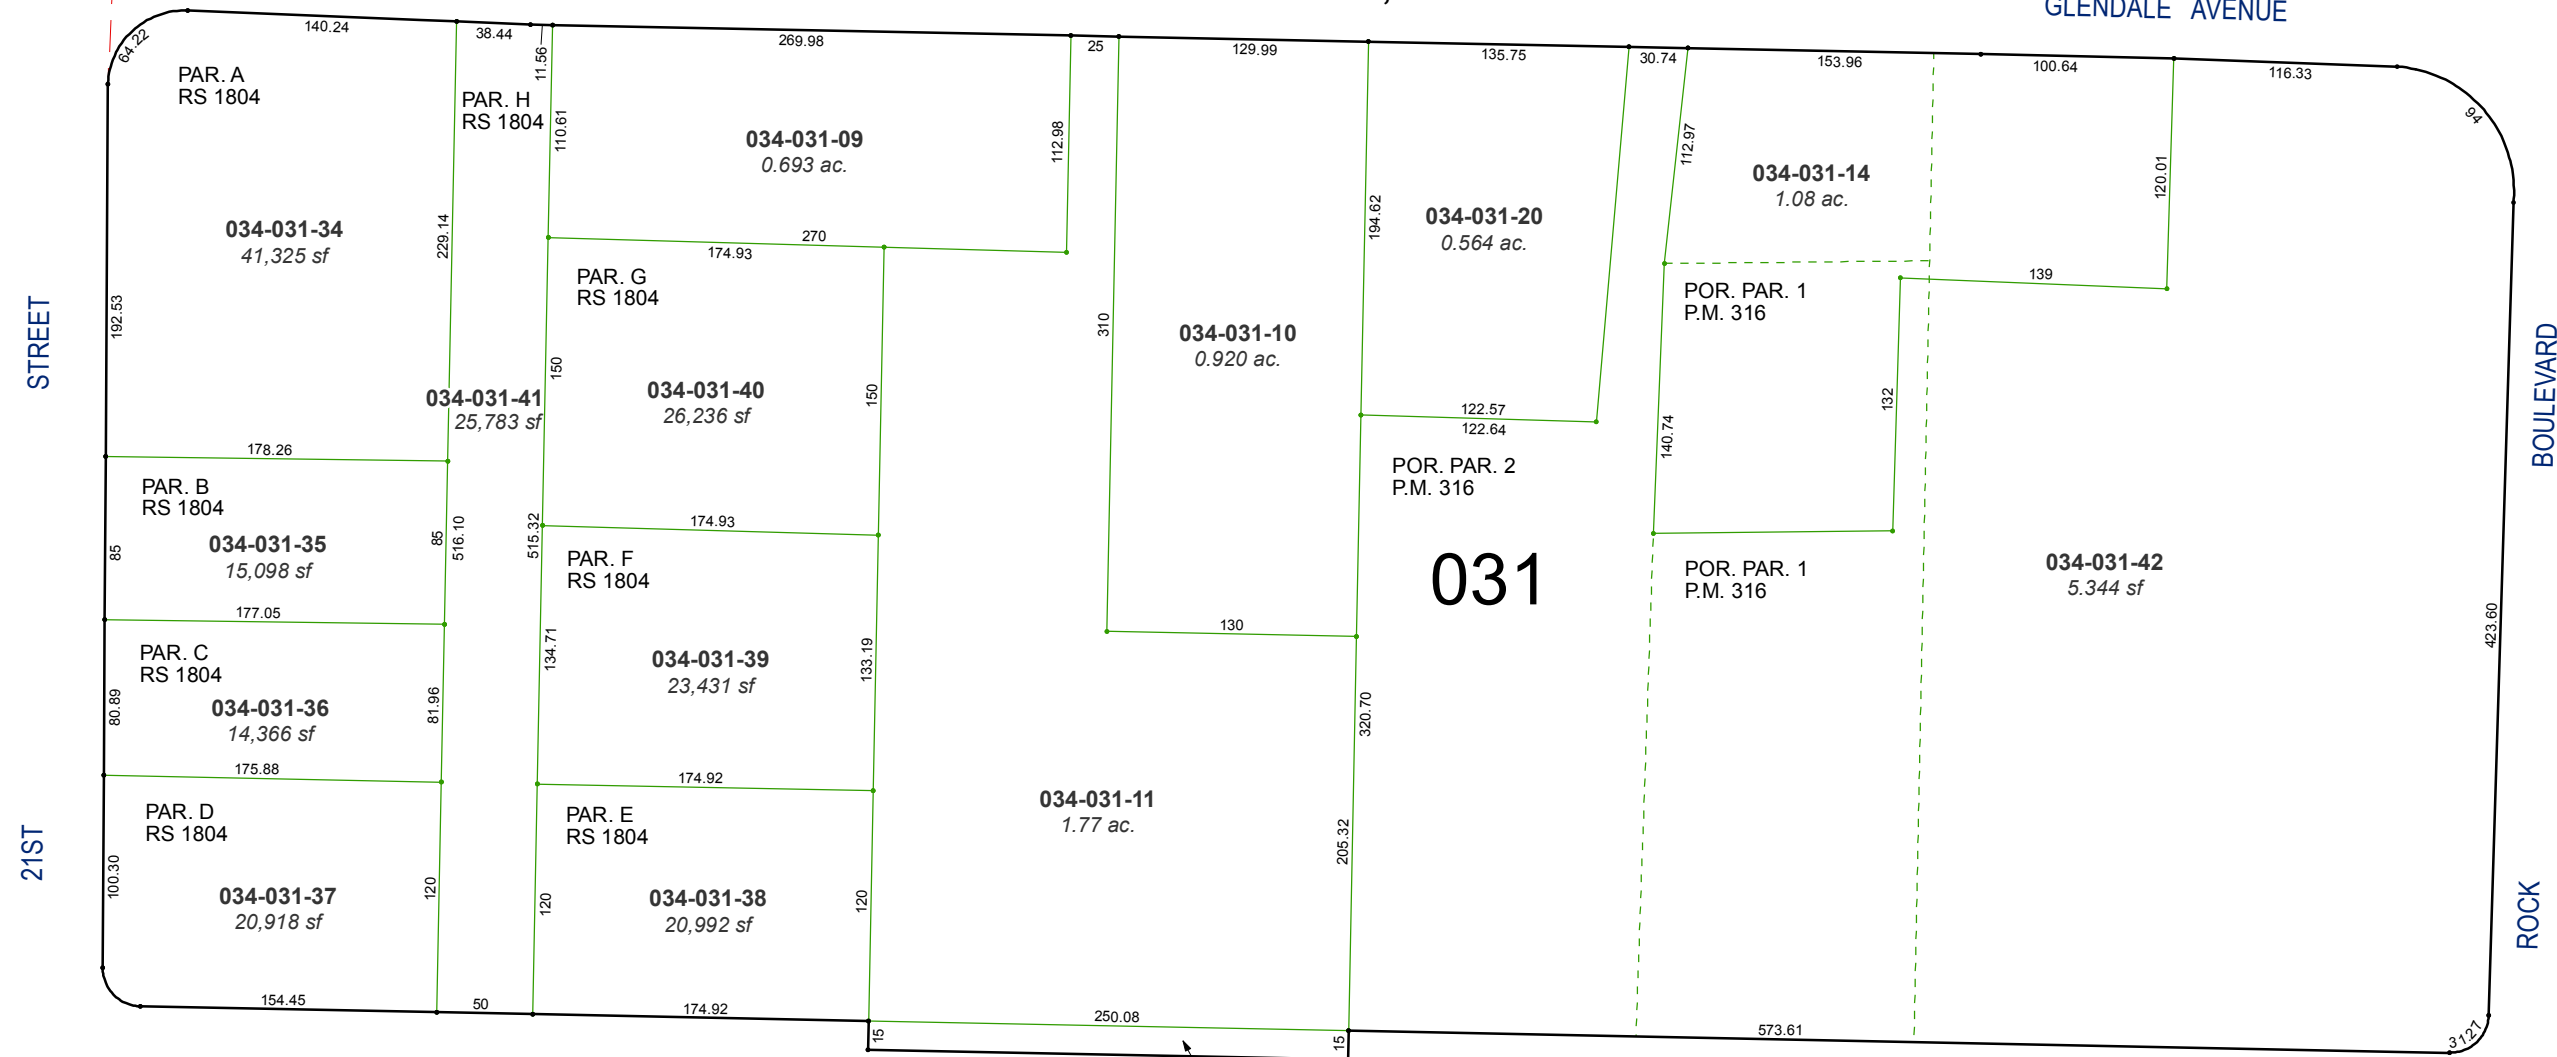 GLENDALE AVENUE
140.24
38.44
269.98
25
129.99
135.75
30.74
153.96
100.64
116.33
64.22
11.56
94
PAR. A
RS 1804
PAR. H
RS 1804
110.61
034-031-09
0.693 ac.
112.98
112.97
034-031-14
1.08 ac.
120.01
034-031-34
41,325 sf
229.14
194.62
034-031-20
0.564 ac.
270
174.93
PAR. G
RS 1804
139
POR. PAR. 1
P.M. 316
STREET
192.53
310
034-031-10
0.920 ac.
BOULEVARD
034-031-41
25,783 sf
150
034-031-40
26,236 sf
150
132
122.57
122.64
140.74
178.26
POR. PAR. 2
P.M. 316
PAR. B
RS 1804
034-031-35
15,098 sf
85
85
516.10
515.32
174.93
PAR. F
RS 1804
031
POR. PAR. 1
P.M. 316
034-031-42
5.344 sf
177.05
130
423.60
PAR. C
RS 1804
034-031-36
14,366 sf
80.89
81.96
134.71
034-031-39
23,431 sf
133.19
320.70
175.88
174.92
PAR. D
RS 1804
PAR. E
RS 1804
034-031-11
1.77 ac.
205.32
21ST
100.30
034-031-37
20,918 sf
120
120
034-031-38
20,992 sf
120
ROCK
154.45
50
174.92
250.08
573.61
15
15
31.27